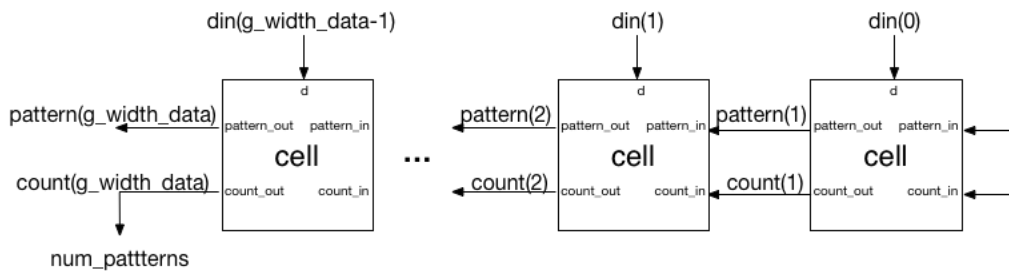 din(g_width_data-1) din(1) din(0)
d d d
pattern(g_width_data) pattern_out pattern_in pattern(2) pattern_out pattern_in pattern(1) pattern_out pattern_in
cell ... cell cell
count(g_width_data) count_out count_in count(2) count_out count_in count(1) count_out count_in
num_pattterns